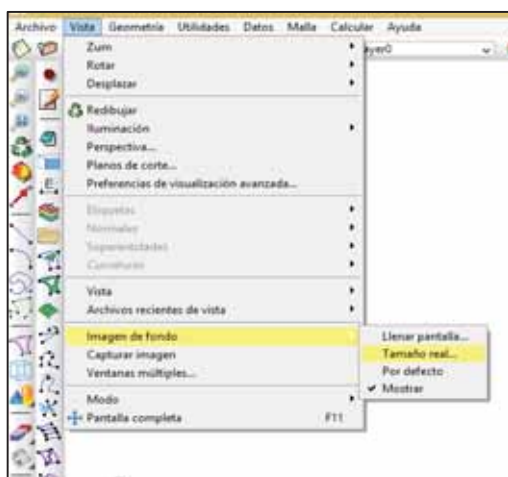 Archivo Vista Geometría Utilidades Datos Malla Calcular Ayuda
Zum
Rotar
Desplazar
Redibujar
Iluminación
Perspectiva...
Planos de corte...
Preferencias de visualización avanzada...
Etiquetas
Normales
Superentidades
Curvaturas
Vista
Archivos recientes de vista
Imagen de fondo
Capturar imagen
Ventanas múltiples...
Modo
Pantalla completa F11
Llenar pantalla...
Tamaño real...
Por defecto
Mostrar